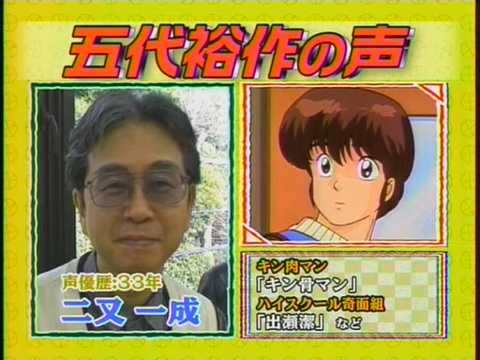 五代裕作の声
声優歴:33年
二又 一成
キン肉マン
「キン骨マン」
ハイスクール奇面組
「出瀬潔」など